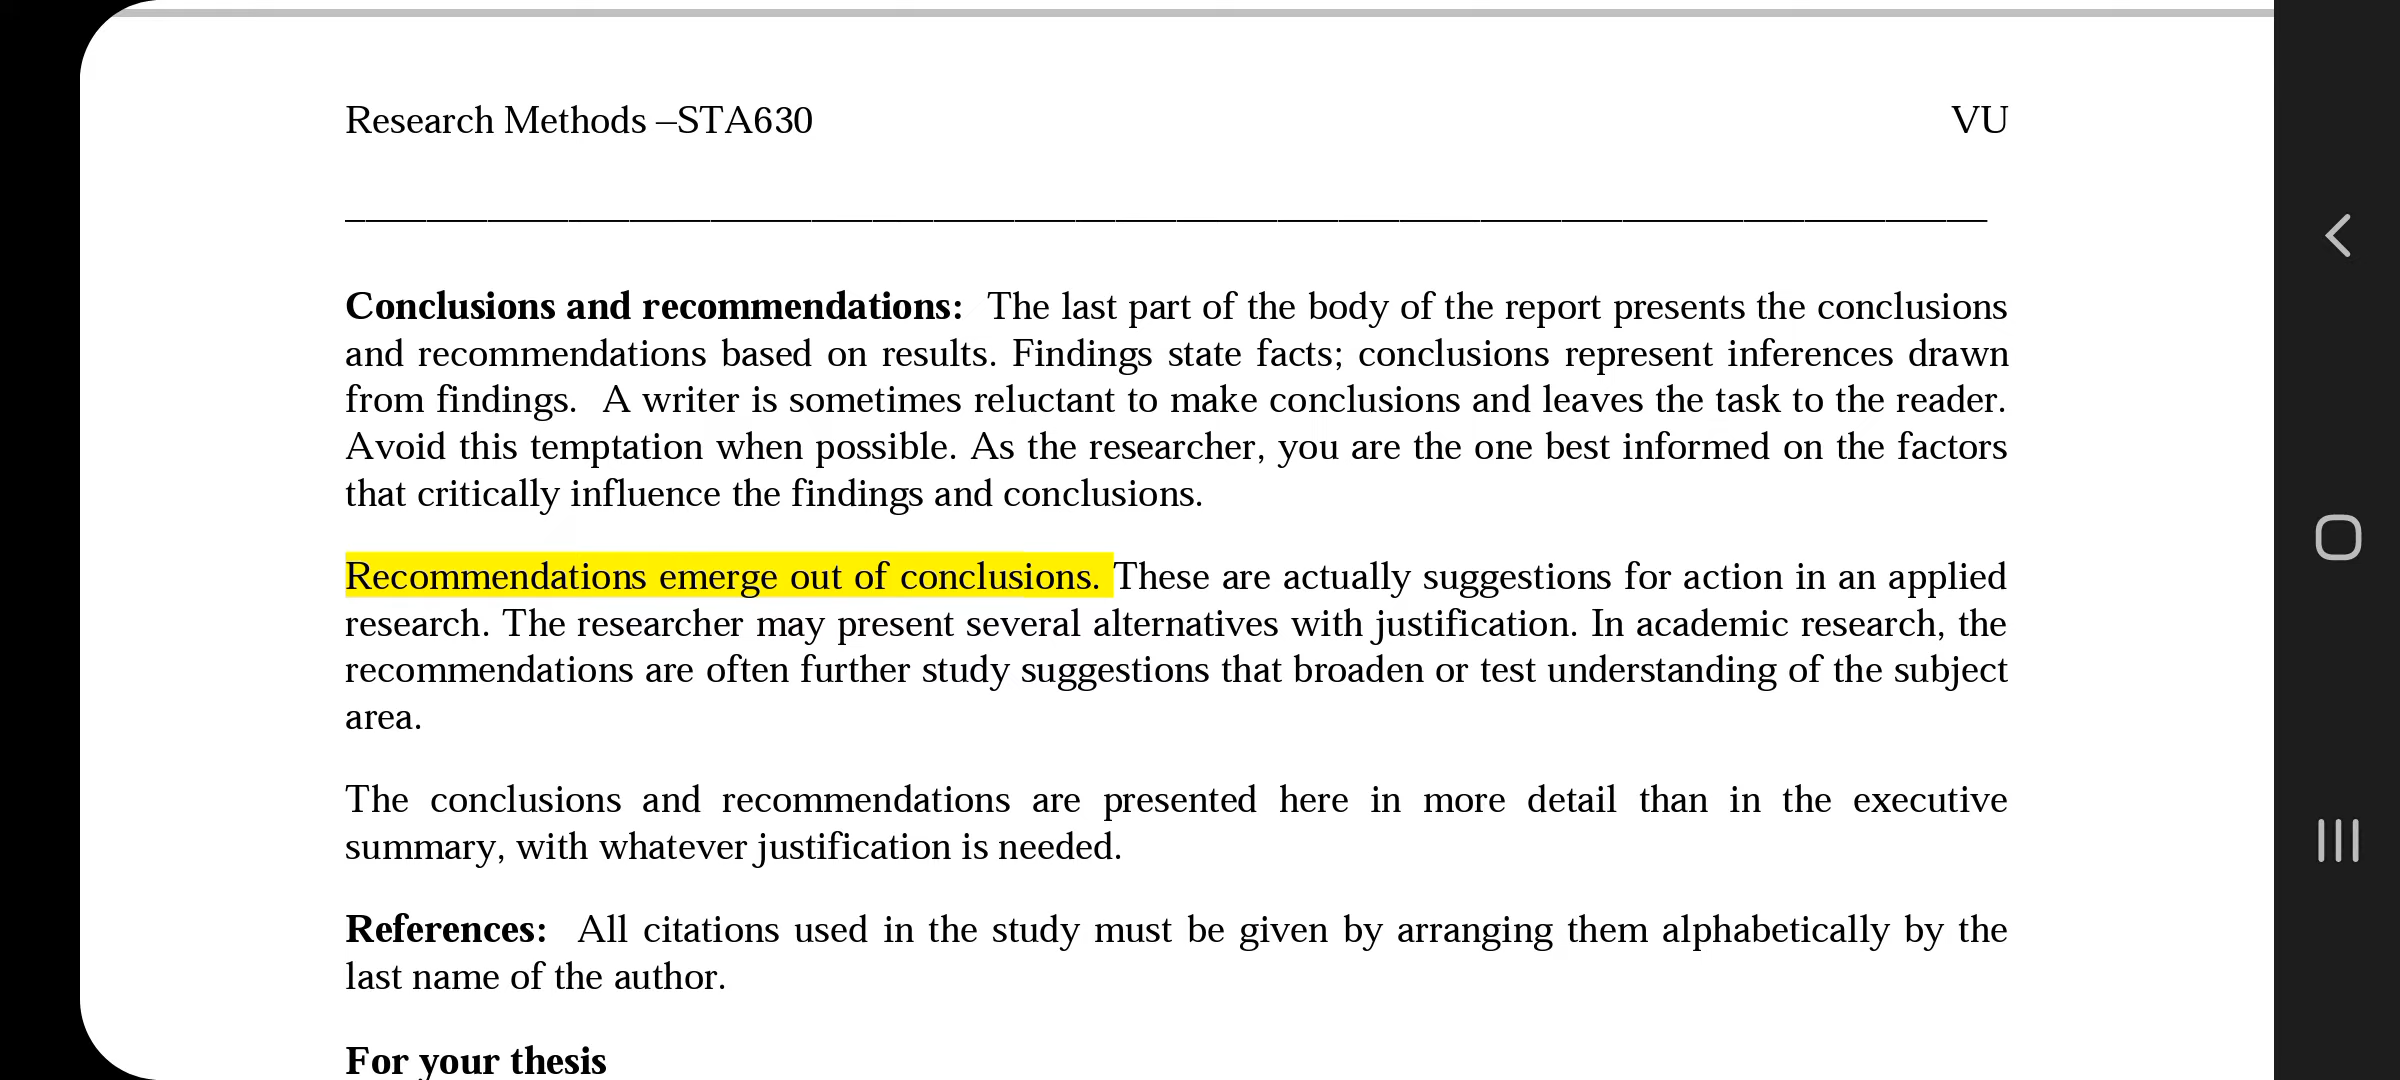 Research Methods –STA630 VU
Conclusions and recommendations: The last part of the body of the report presents the conclusions
and recommendations based on results. Findings state facts; conclusions represent inferences drawn
from findings. A writer is sometimes reluctant to make conclusions and leaves the task to the reader.
Avoid this temptation when possible. As the researcher, you are the one best informed on the factors
that critically influence the findings and conclusions.
Recommendations emerge out of conclusions. These are actually suggestions for action in an applied
research. The researcher may present several alternatives with justification. In academic research, the
recommendations are often further study suggestions that broaden or test understanding of the subject
area.
The conclusions and recommendations are presented here in more detail than in the executive
summary, with whatever justification is needed.
References: All citations used in the study must be given by arranging them alphabetically by the
last name of the author.
For your thesis